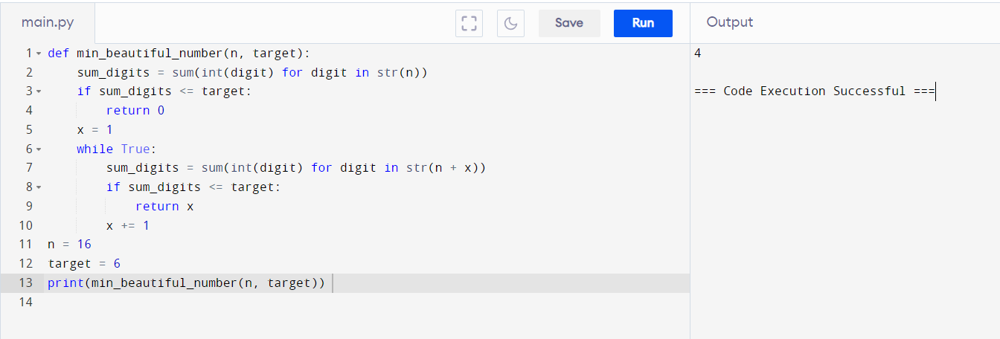 main.py
Save
Run
Output
1 def min_beautiful_number(n, target):
2     sum_digits = sum(int(digit) for digit in str(n))
3     if sum_digits <= target:
4         return 0
5     x = 1
6     while True:
7         sum_digits = sum(int(digit) for digit in str(n + x))
8         if sum_digits <= target:
9             return x
10         x += 1
11 n = 16
12 target = 6
13 print(min_beautiful_number(n, target))
14
4
=== Code Execution Successful ===